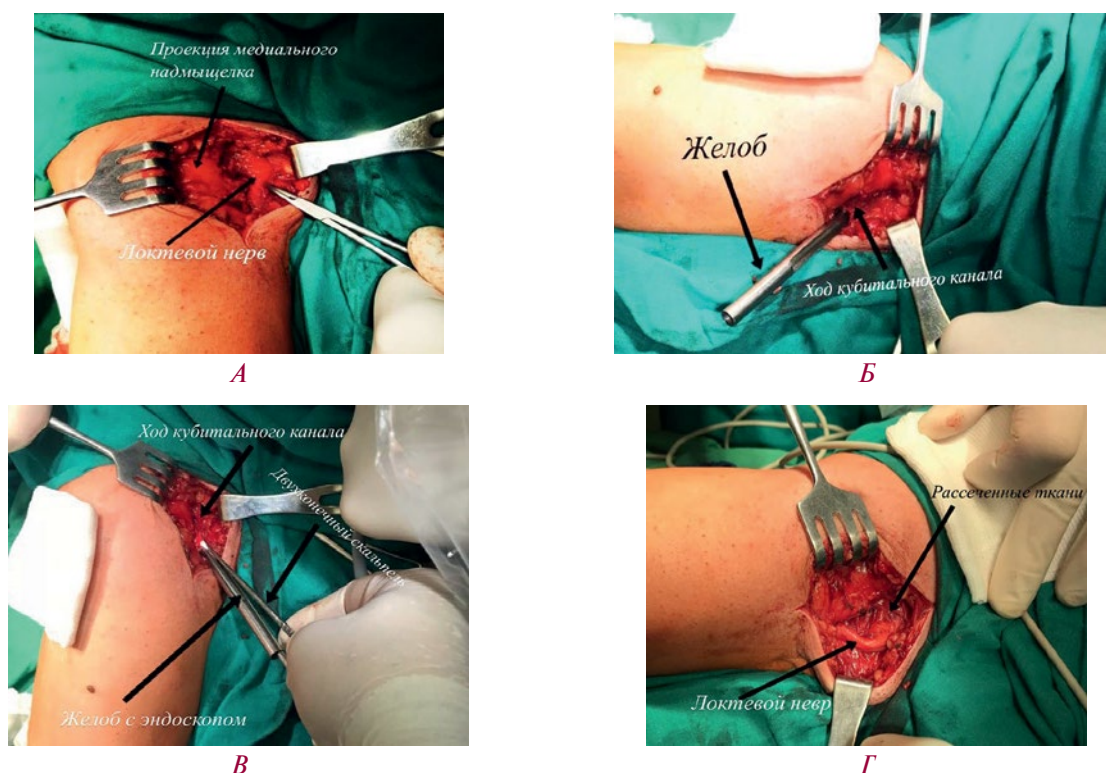 Проекция медиального
надмыщелка
Локтевой нерв
А
Желоб
Ход кубитального канала
Б
Ход кубитального канала
Двухконечный скальпель
Желоб с эндоскопом
В
Рассеченные ткани
Локтевой невр
Г